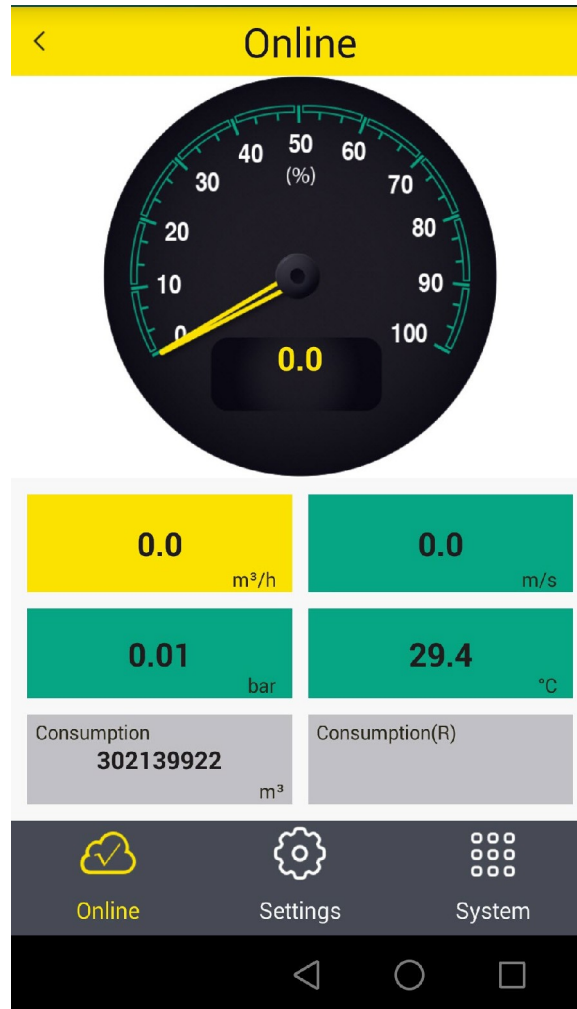 Online
50
40
60
(%)
30
70
20
80
10
90
0
100
0.0
0.0
m³/h
0.0
m/s
0.01
bar
29.4
°C
Consumption
302139922
m³
Consumption(R)
Online
Settings
System